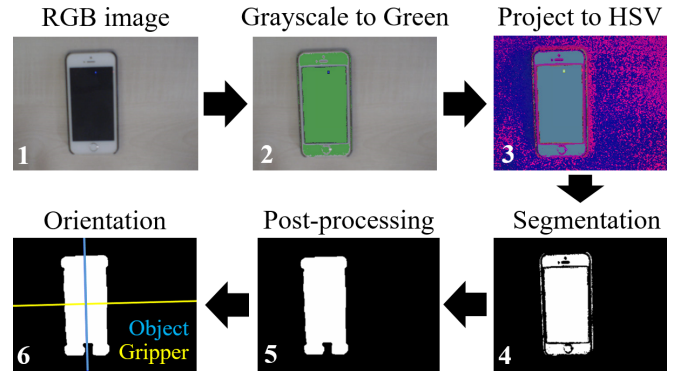 RGB image
Grayscale to Green
Project to HSV
1
2
3
Orientation
Post-processing
Segmentation
Object
Gripper
6
5
4